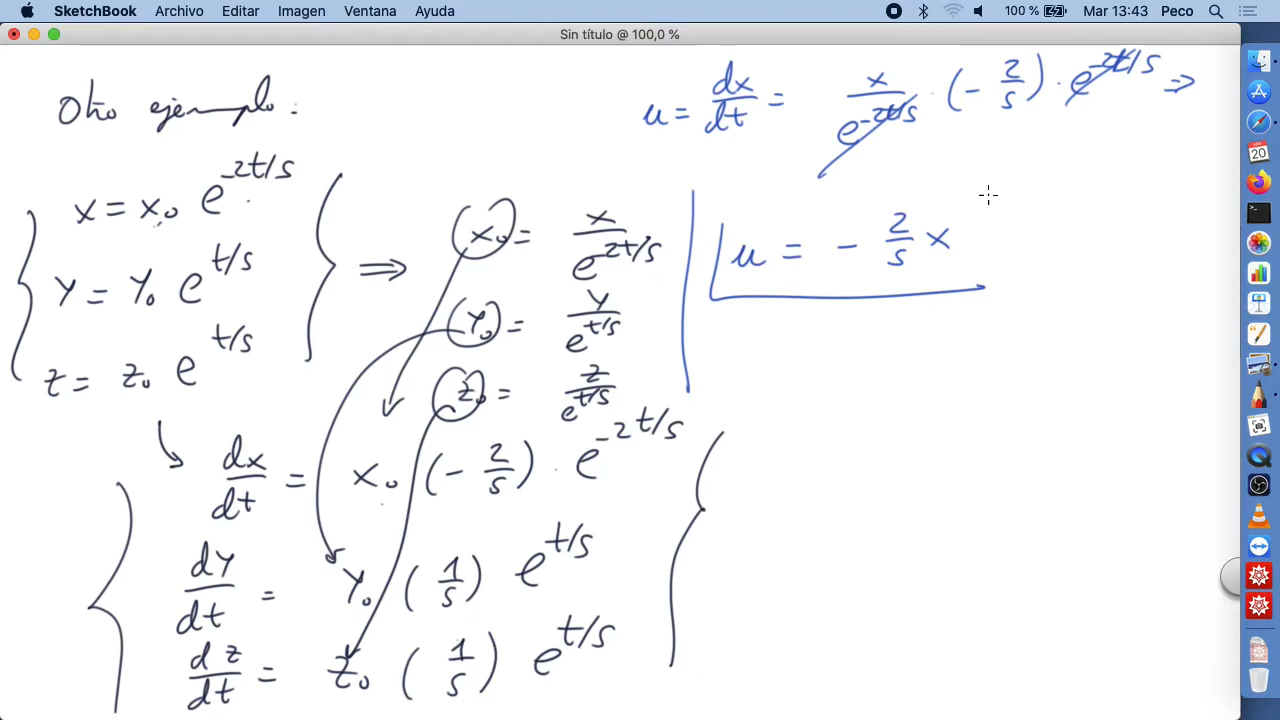 SketchBook Archivo Editar Imagen Ventana Ayuda 100 % Mar 13:43 Peco
Sin título @ 100,0 %
Otro ejemplo:
x = x₀ e^-2t/s
y = y₀ e^t/s
z = z₀ e^t/s
⇒
x₀ = x / e^-2t/s
y₀ = y / e^t/s
z₀ = z / e^t/s
dx/dt = x₀ (- 2/s) · e^-2t/s
dy/dt = y₀ (1/s) e^t/s
dz/dt = z₀ (1/s) e^t/s
u = dx/dt = x / e^-2t/s · (- 2/s) · e^-2t/s ⇒
u = - 2/s x
ABR
20